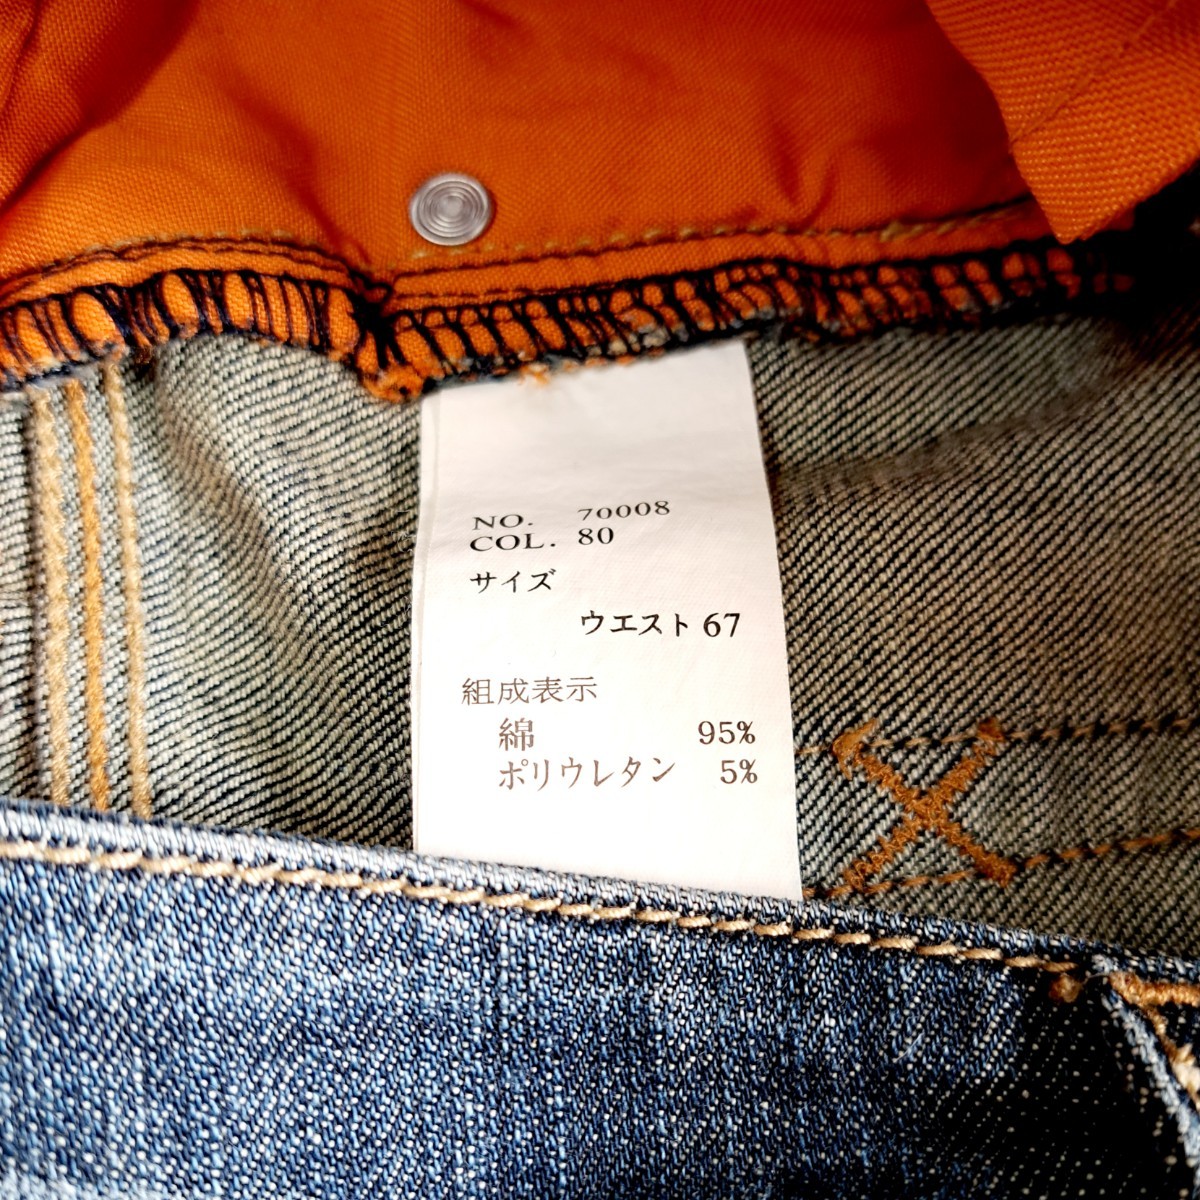 NO. 70008
COL. 80
サイズ
ウエスト 67
組成表示
綿 95%
ポリウレタン 5%